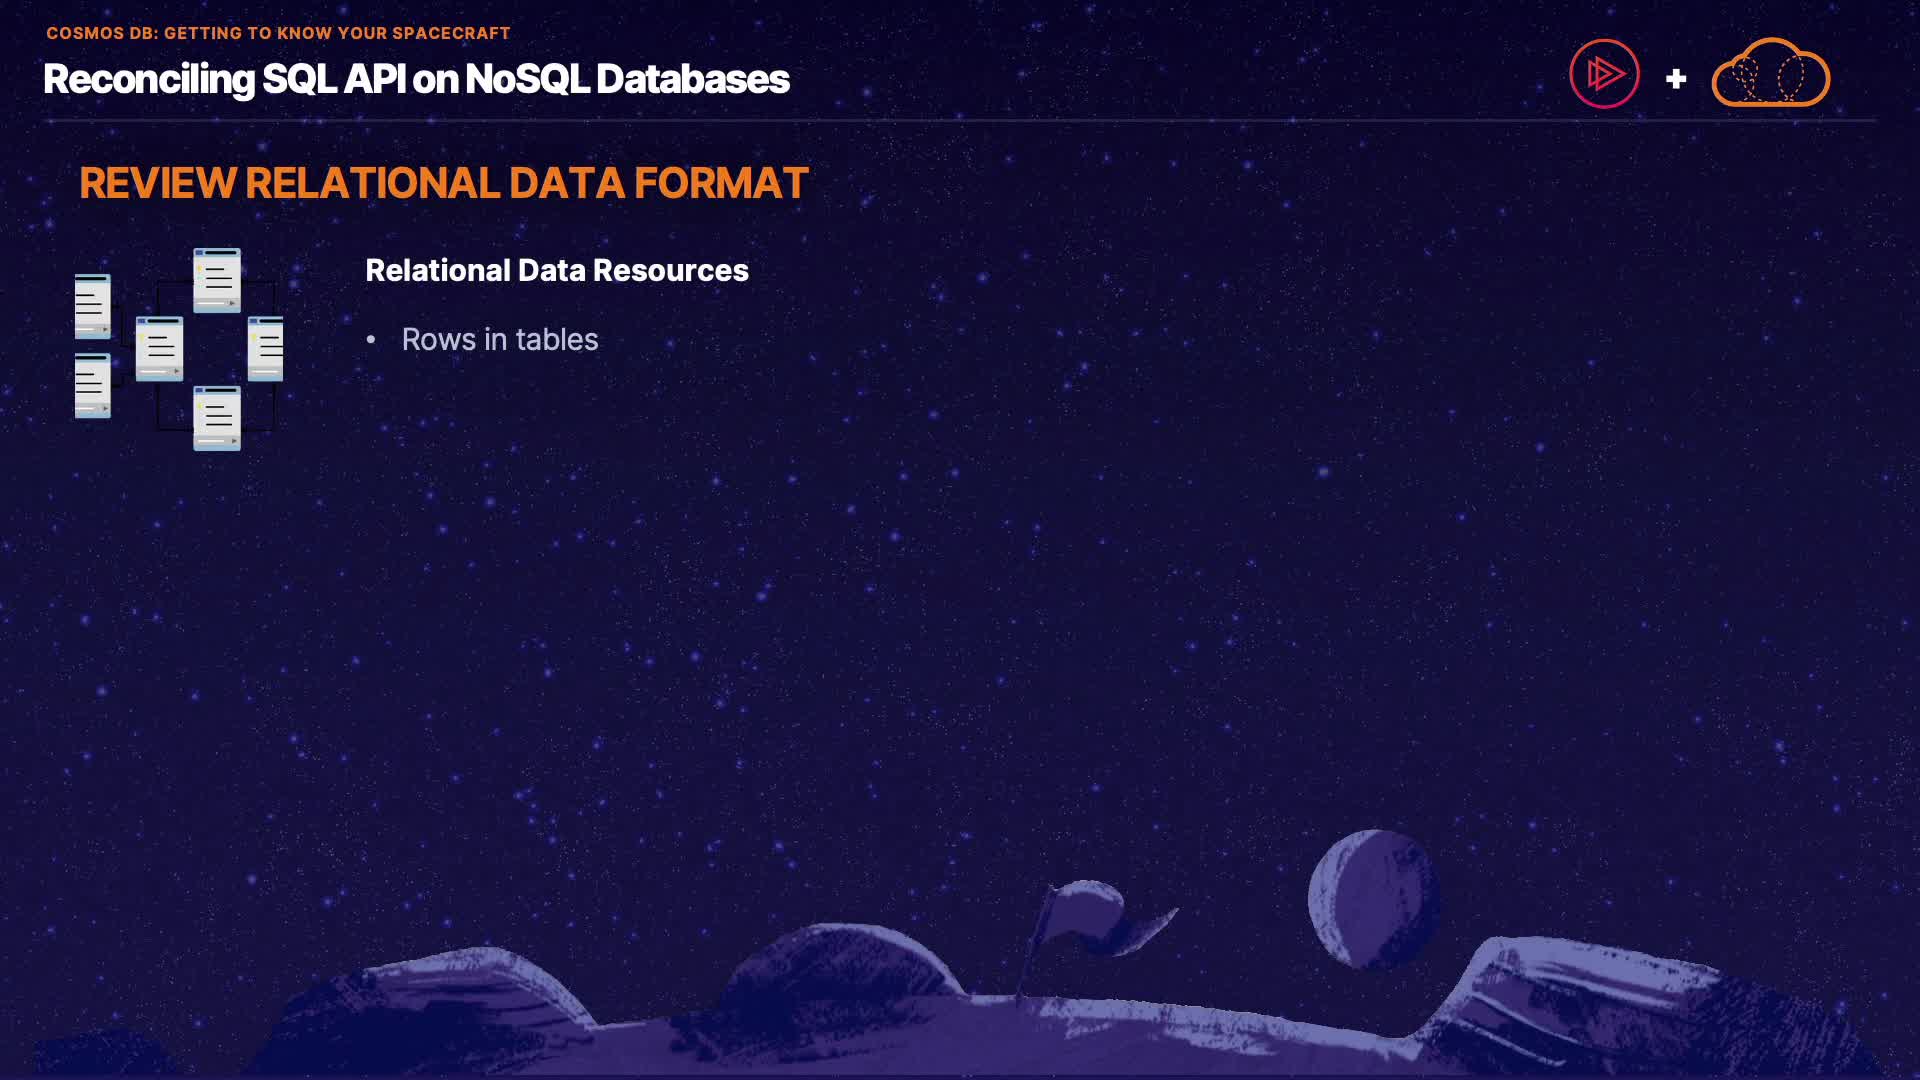 COSMOS DB: GETTING TO KNOW YOUR SPACECRAFT
Reconciling SQL API on NoSQL Databases
+
REVIEW RELATIONAL DATA FORMAT
Relational Data Resources
• Rows in tables